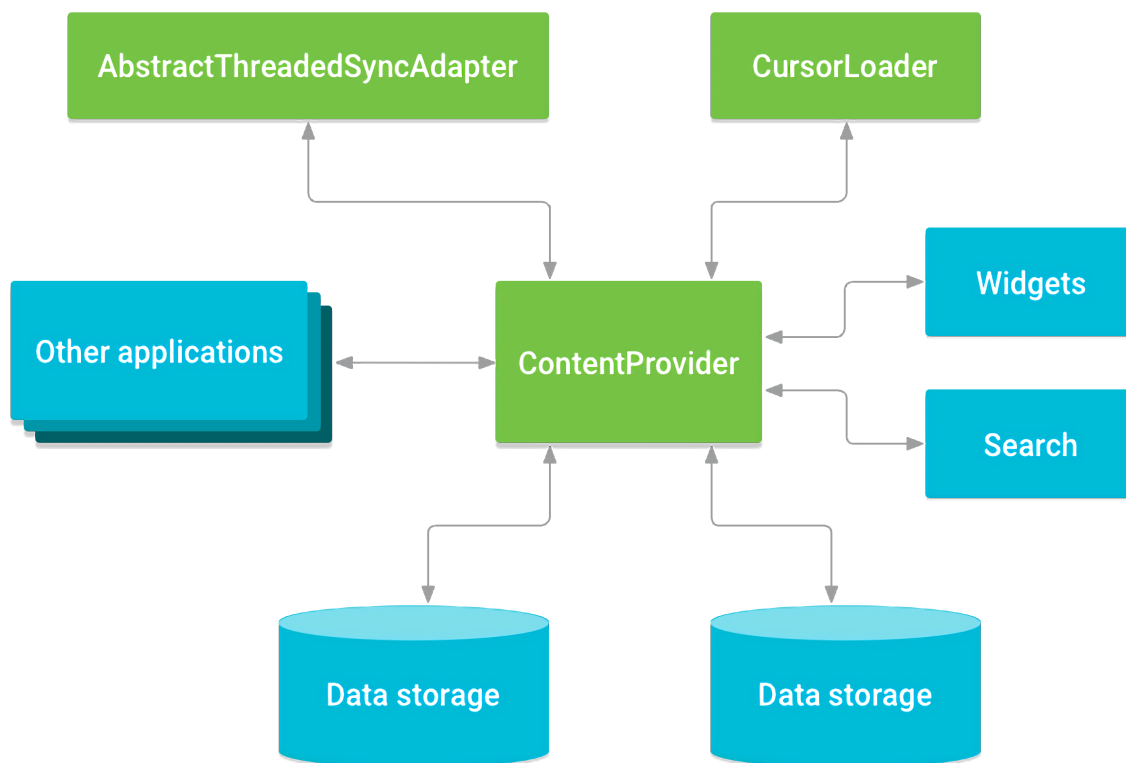 AbstractThreadedSyncAdapter
CursorLoader
Widgets
Other applications
ContentProvider
Search
Data storage
Data storage